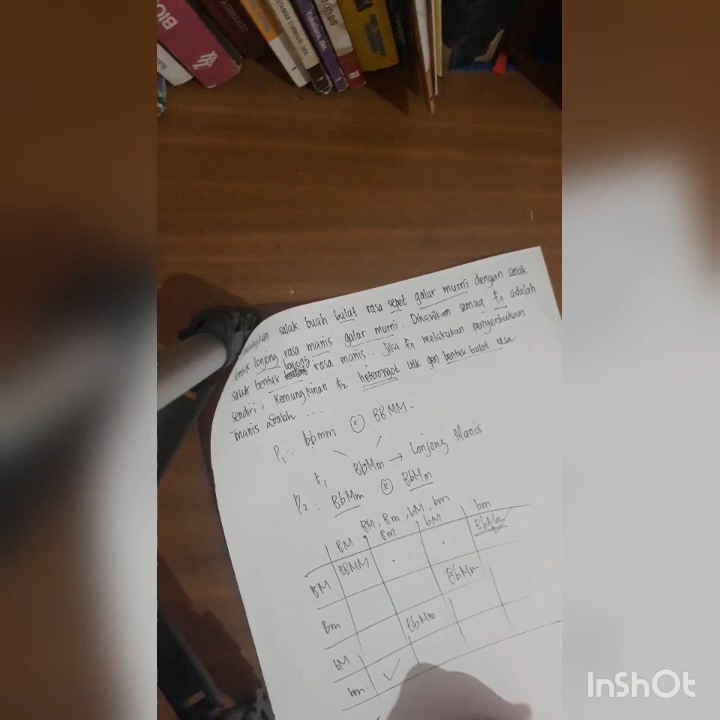 BIO
salak buah bulat rasa sepet galur murni dengan salak
untuk lonjong rasa manis galur murni. Dihasilkan semua F1 adalah
salak bentuk lonjong rasa manis. Jika F1 melakukan penyerbukan
sendiri, kemungkinan F2 heterozigot utk gen bentuk bulat rasa
manis adalah ...
P1 : bbmm x BBMM.
F1 BbMm → Lonjong Manis
P2 : BbMm x BbMm
BM, Bm, bM, bm
BM Bm bM bm
BM BBMM . . BbMm
Bm BbMm
bM BbMm
bm ✓
InShOt